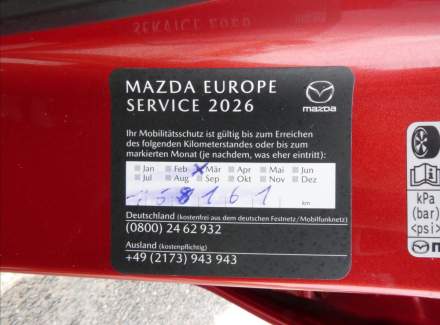 MAZDA EUROPE
SERVICE 2026
mazda
Ihr Mobilitätsschutz ist gültig bis zum Erreichen
des folgenden Kilometerstandes oder bis zum
markierten Monat (je nachdem, was eher eintritt):
Jan Feb Mär Apr Mai Jun
Jul Aug Sep Okt Nov Dez
8161
km
Deutschland (kostenfrei aus dem deutschen Festnetz/Mobilfunknetz)
(0800) 24 62 932
Ausland (kostenpflichtig)
+49 (2173) 943 943
kPa
(bar)
<psi>